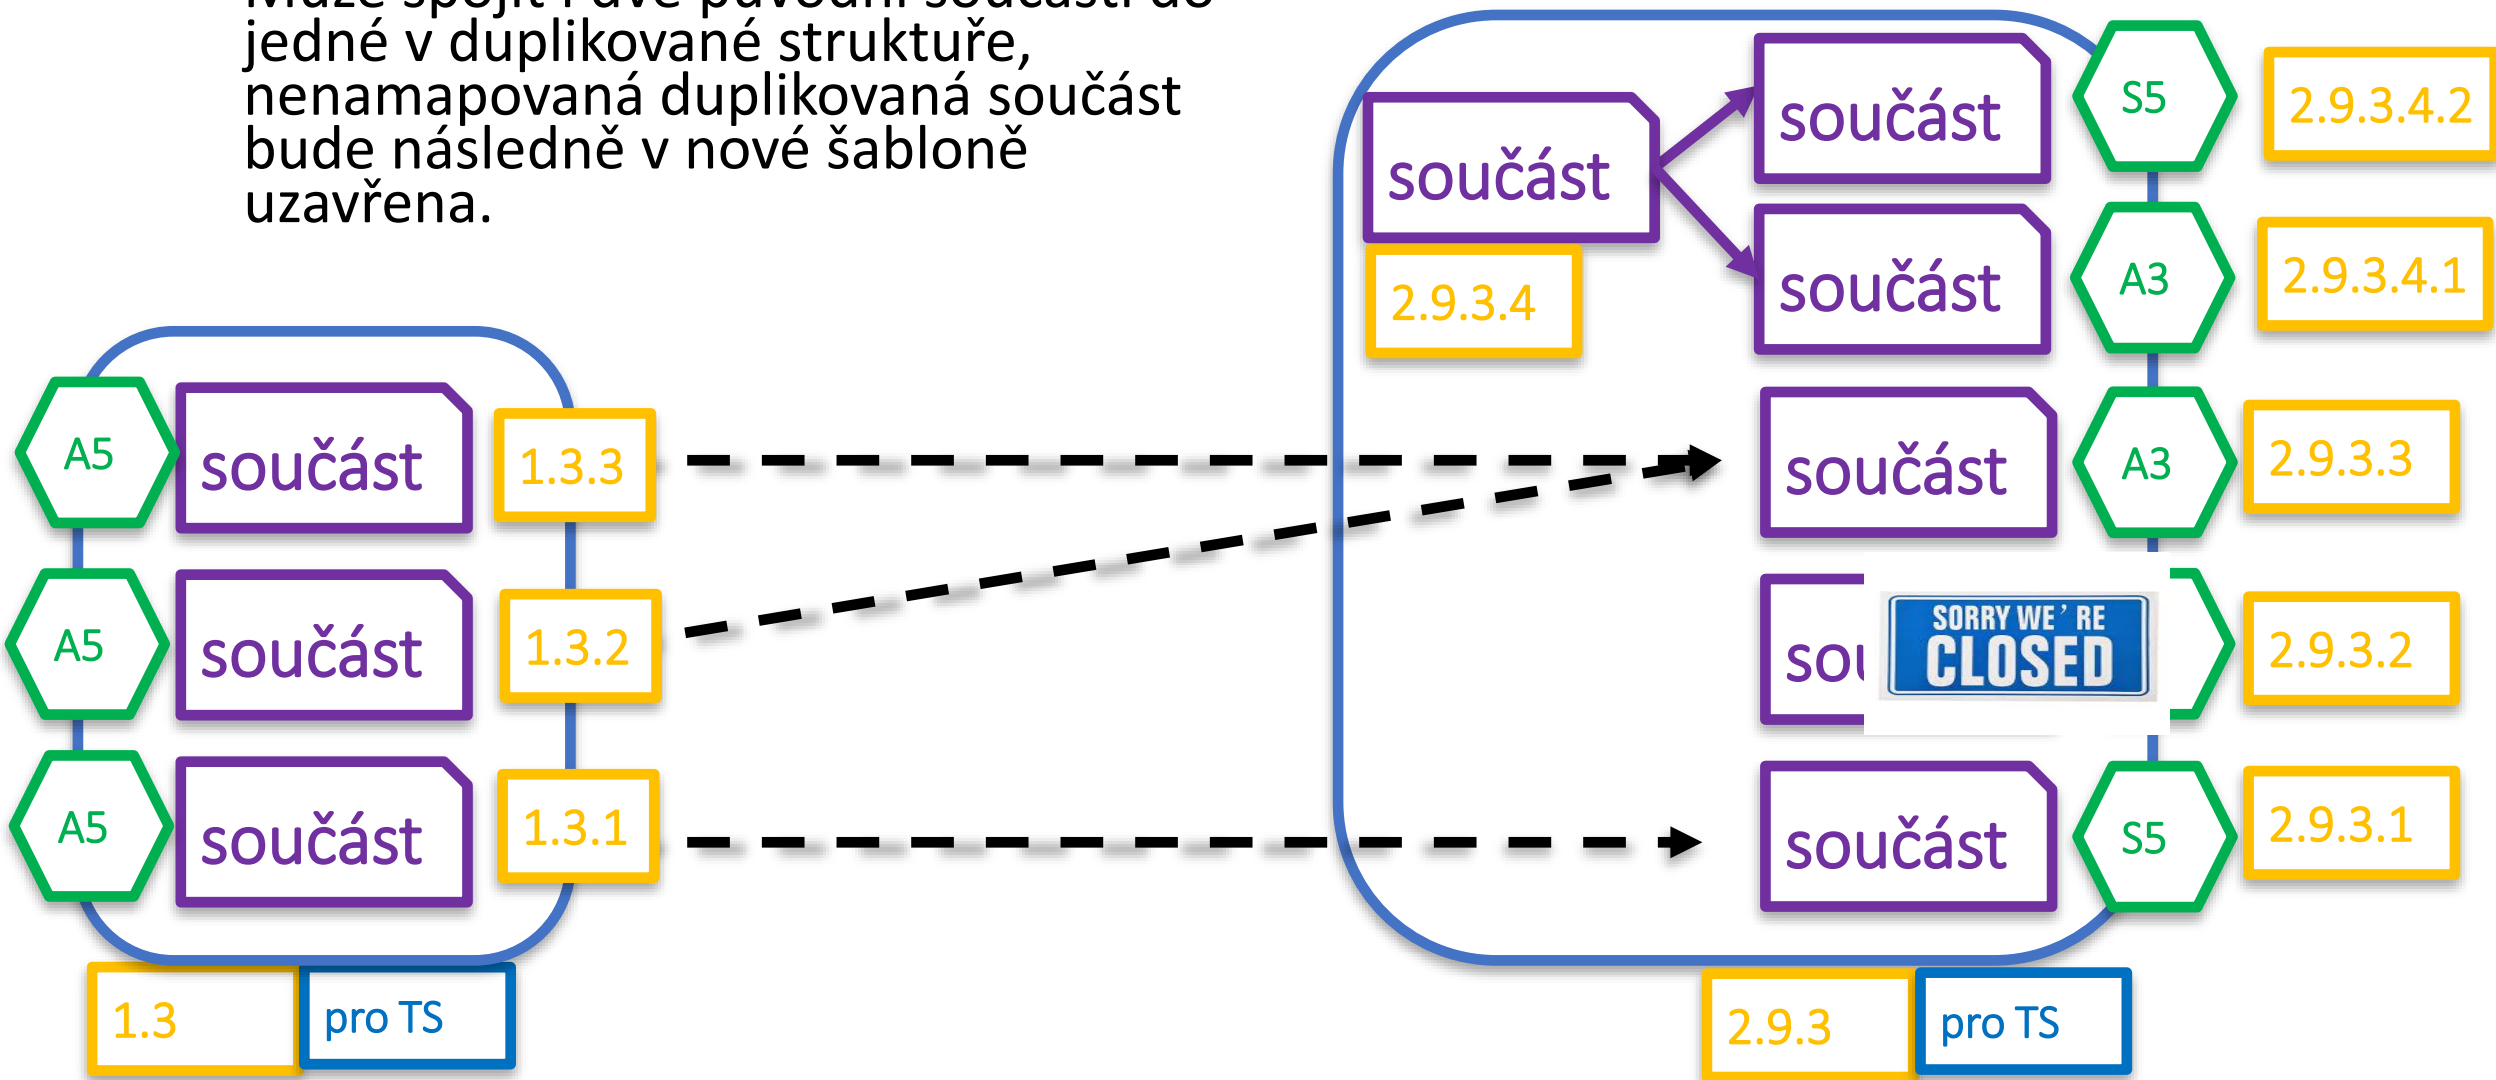 jedné v duplikované struktuře,
nenamapovaná duplikovaná součást
bude následně v nové šabloně
uzavřena.
součást
2.9.3.4
součást
S5
2.9.3.4.2
součást
A3
2.9.3.4.1
A5
součást
1.3.3
součást
A3
2.9.3.3
A5
součást
1.3.2
sou
SORRY WE'RE
CLOSED
2.9.3.2
A5
součást
1.3.1
součást
S5
2.9.3.1
1.3
pro TS
2.9.3
pro TS